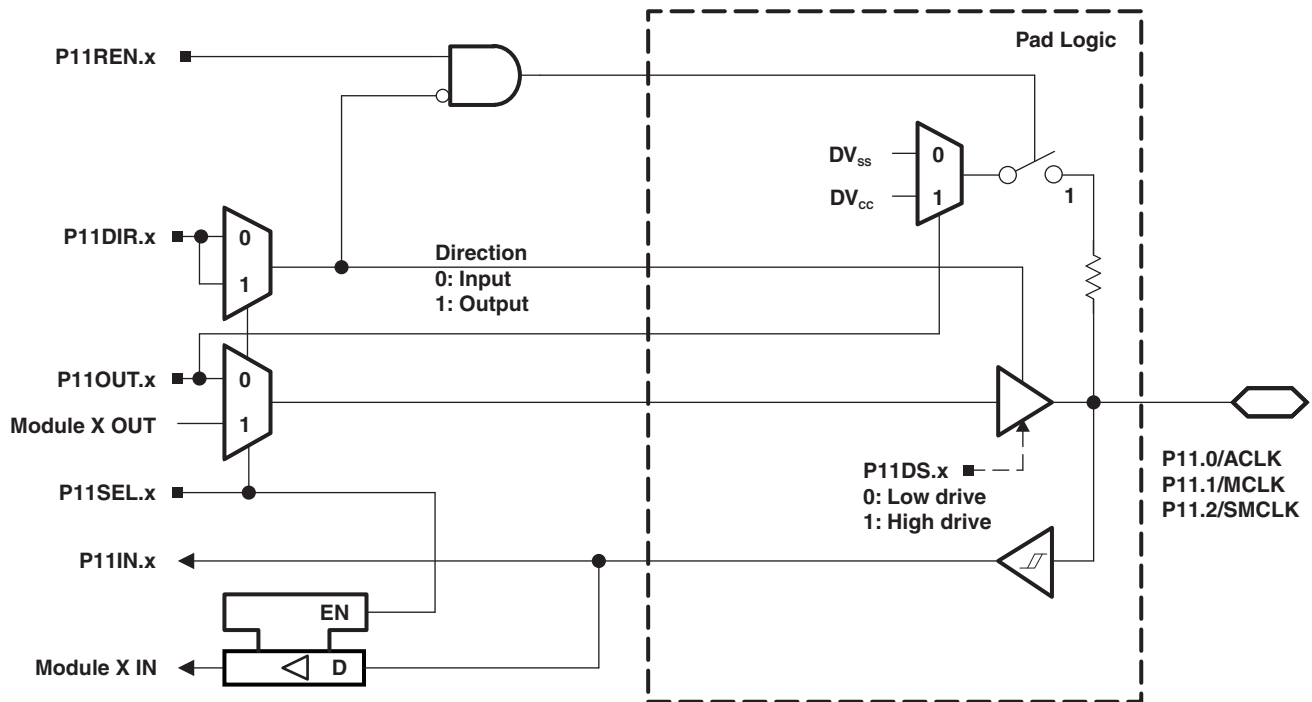 Pad Logic
P11REN.x
DVSS
0
DVCC
1
1
P11DIR.x
0
1
Direction
0: Input
1: Output
P11OUT.x
0
Module X OUT
1
P11DS.x
0: Low drive
1: High drive
P11.0/ACLK
P11.1/MCLK
P11.2/SMCLK
P11SEL.x
P11IN.x
EN
Module X IN
D